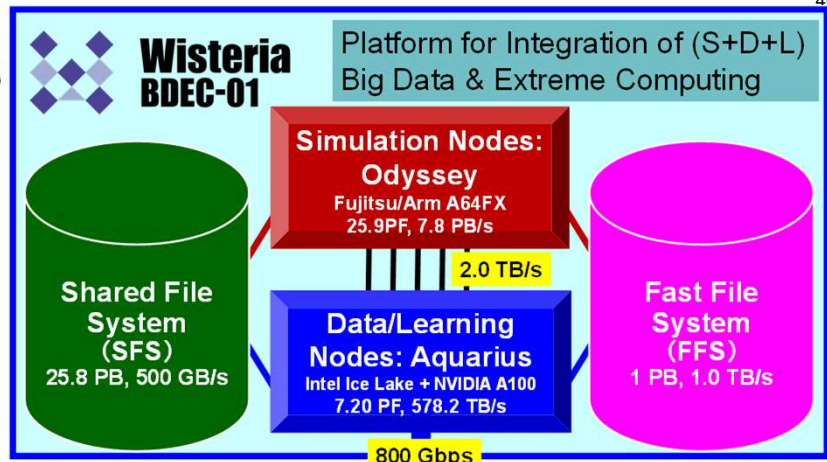 Wisteria
BDEC-01
Platform for Integration of (S+D+L)
Big Data & Extreme Computing
Simulation Nodes:
Odyssey
Fujitsu/Arm A64FX
25.9PF, 7.8 PB/s
2.0 TB/s
Shared File
System
(SFS)
25.8 PB, 500 GB/s
Data/Learning
Nodes: Aquarius
Intel Ice Lake + NVIDIA A100
7.20 PF, 578.2 TB/s
Fast File
System
(FFS)
1 PB, 1.0 TB/s
800 Gbps